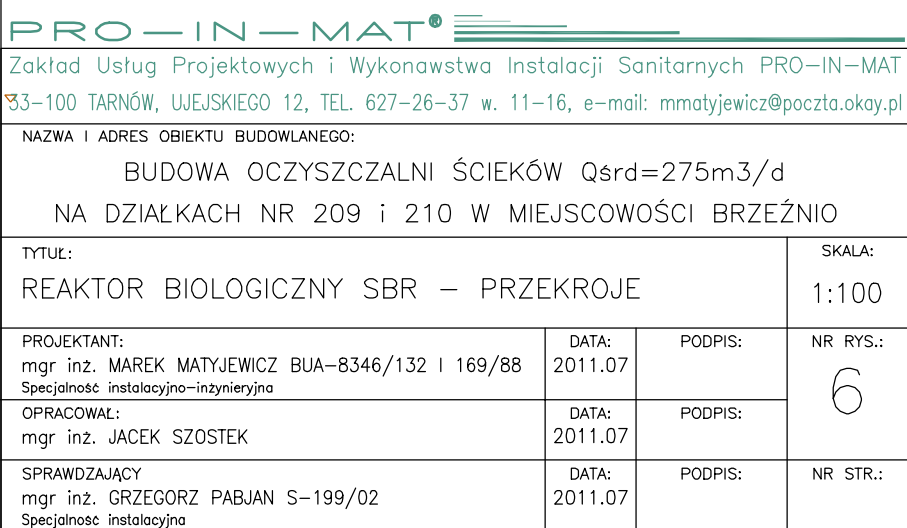 PRO-IN-MAT®
Zakład Usług Projektowych i Wykonawstwa Instalacji Sanitarnych PRO-IN-MAT
33-100 TARNÓW, UJEJSKIEGO 12, TEL. 627-26-37 w. 11-16, e-mail: mmatyjewicz@poczta.okay.pl
NAZWA I ADRES OBIEKTU BUDOWLANEGO:
BUDOWA OCZYSZCZALNI ŚCIEKÓW Qśrd=275m3/d
NA DZIAŁKACH NR 209 i 210 W MIEJSCOWOŚCI BRZEŹNIO
TYTUŁ:
REAKTOR BIOLOGICZNY SBR - PRZEKROJE
SKALA:
1:100
PROJEKTANT:
mgr inż. MAREK MATYJEWICZ BUA-8346/132 I 169/88
Specjalność instalacyjno-inżynieryjna
DATA:
2011.07
PODPIS:
NR RYS.:
6
OPRACOWAŁ:
mgr inż. JACEK SZOSTEK
DATA:
2011.07
PODPIS:
SPRAWDZAJĄCY
mgr inż. GRZEGORZ PABJAN S-199/02
Specjalność instalacyjna
DATA:
2011.07
PODPIS:
NR STR.: